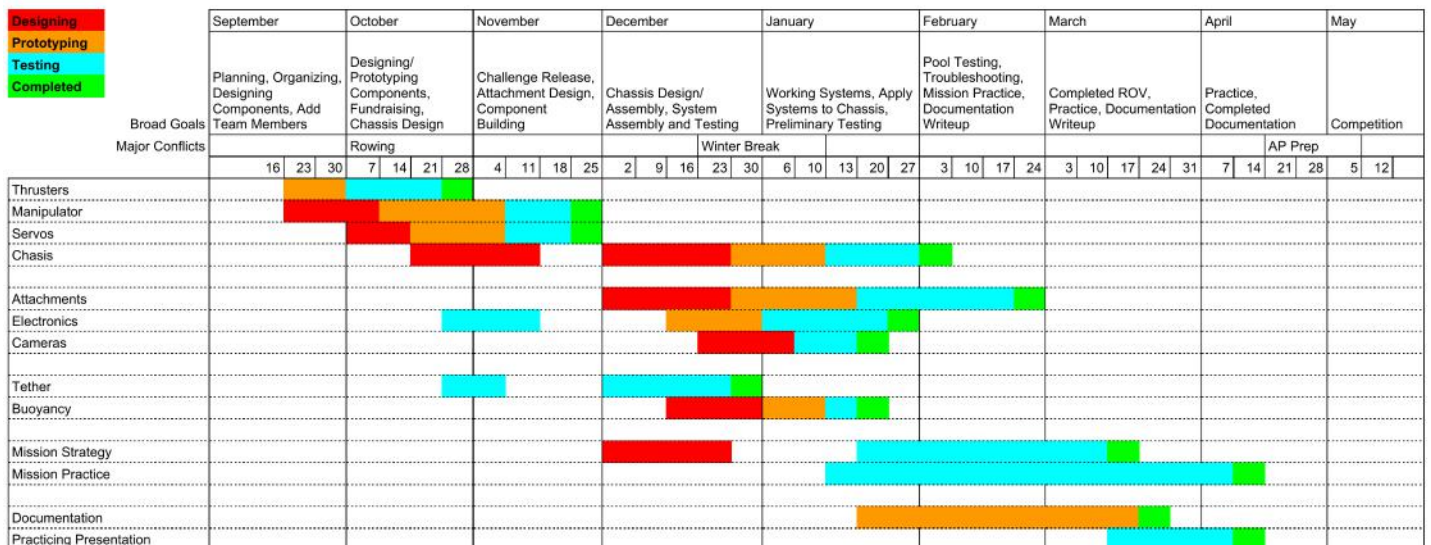 Designing
Prototyping
Testing
Completed
September October November December January February March April May
Broad Goals
Planning, Organizing,
Designing
Components, Add
Team Members
Designing/
Prototyping
Components,
Fundraising,
Chassis Design
Challenge Release,
Attachment Design,
Component
Building
Chassis Design/
Assembly, System
Assembly and Testing
Working Systems, Apply
Systems to Chassis,
Preliminary Testing
Pool Testing,
Troubleshooting,
Mission Practice,
Documentation
Writeup
Completed ROV,
Practice, Documentation
Writeup
Practice,
Completed
Documentation
Competition
Major Conflicts Rowing Winter Break AP Prep
16 23 30 7 14 21 28 4 11 18 25 2 9 16 23 30 6 10 13 20 27 3 10 17 24 3 10 17 24 31 7 14 21 28 5 12
Thrusters
Manipulator
Servos
Chasis
Attachments
Electronics
Cameras
Tether
Buoyancy
Mission Strategy
Mission Practice
Documentation
Practicing Presentation